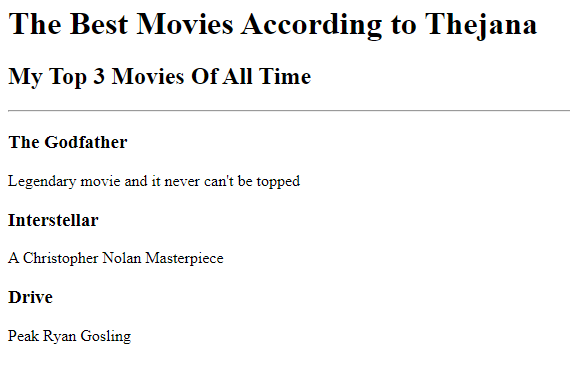 The Best Movies According to Thejana
My Top 3 Movies Of All Time
The Godfather
Legendary movie and it never can't be topped
Interstellar
A Christopher Nolan Masterpiece
Drive
Peak Ryan Gosling